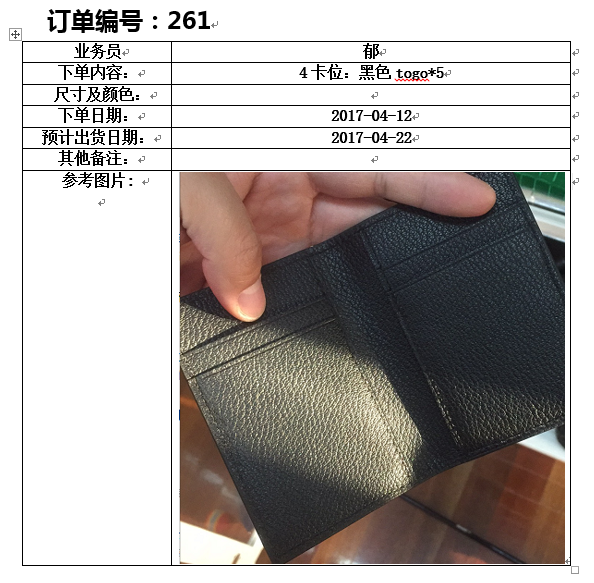 订单编号：261
业务员 郁
下单内容： 4卡位：黑色togo*5
尺寸及颜色：
下单日期： 2017-04-12
预计出货日期： 2017-04-22
其他备注：
参考图片：